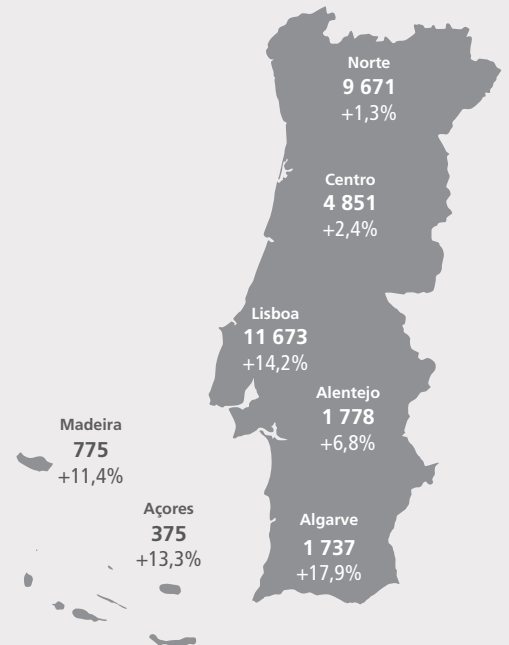 Norte
9 671
+1,3%
Centro
4 851
+2,4%
Lisboa
11 673
+14,2%
Alentejo
1 778
+6,8%
Madeira
775
+11,4%
Açores
375
+13,3%
Algarve
1 737
+17,9%